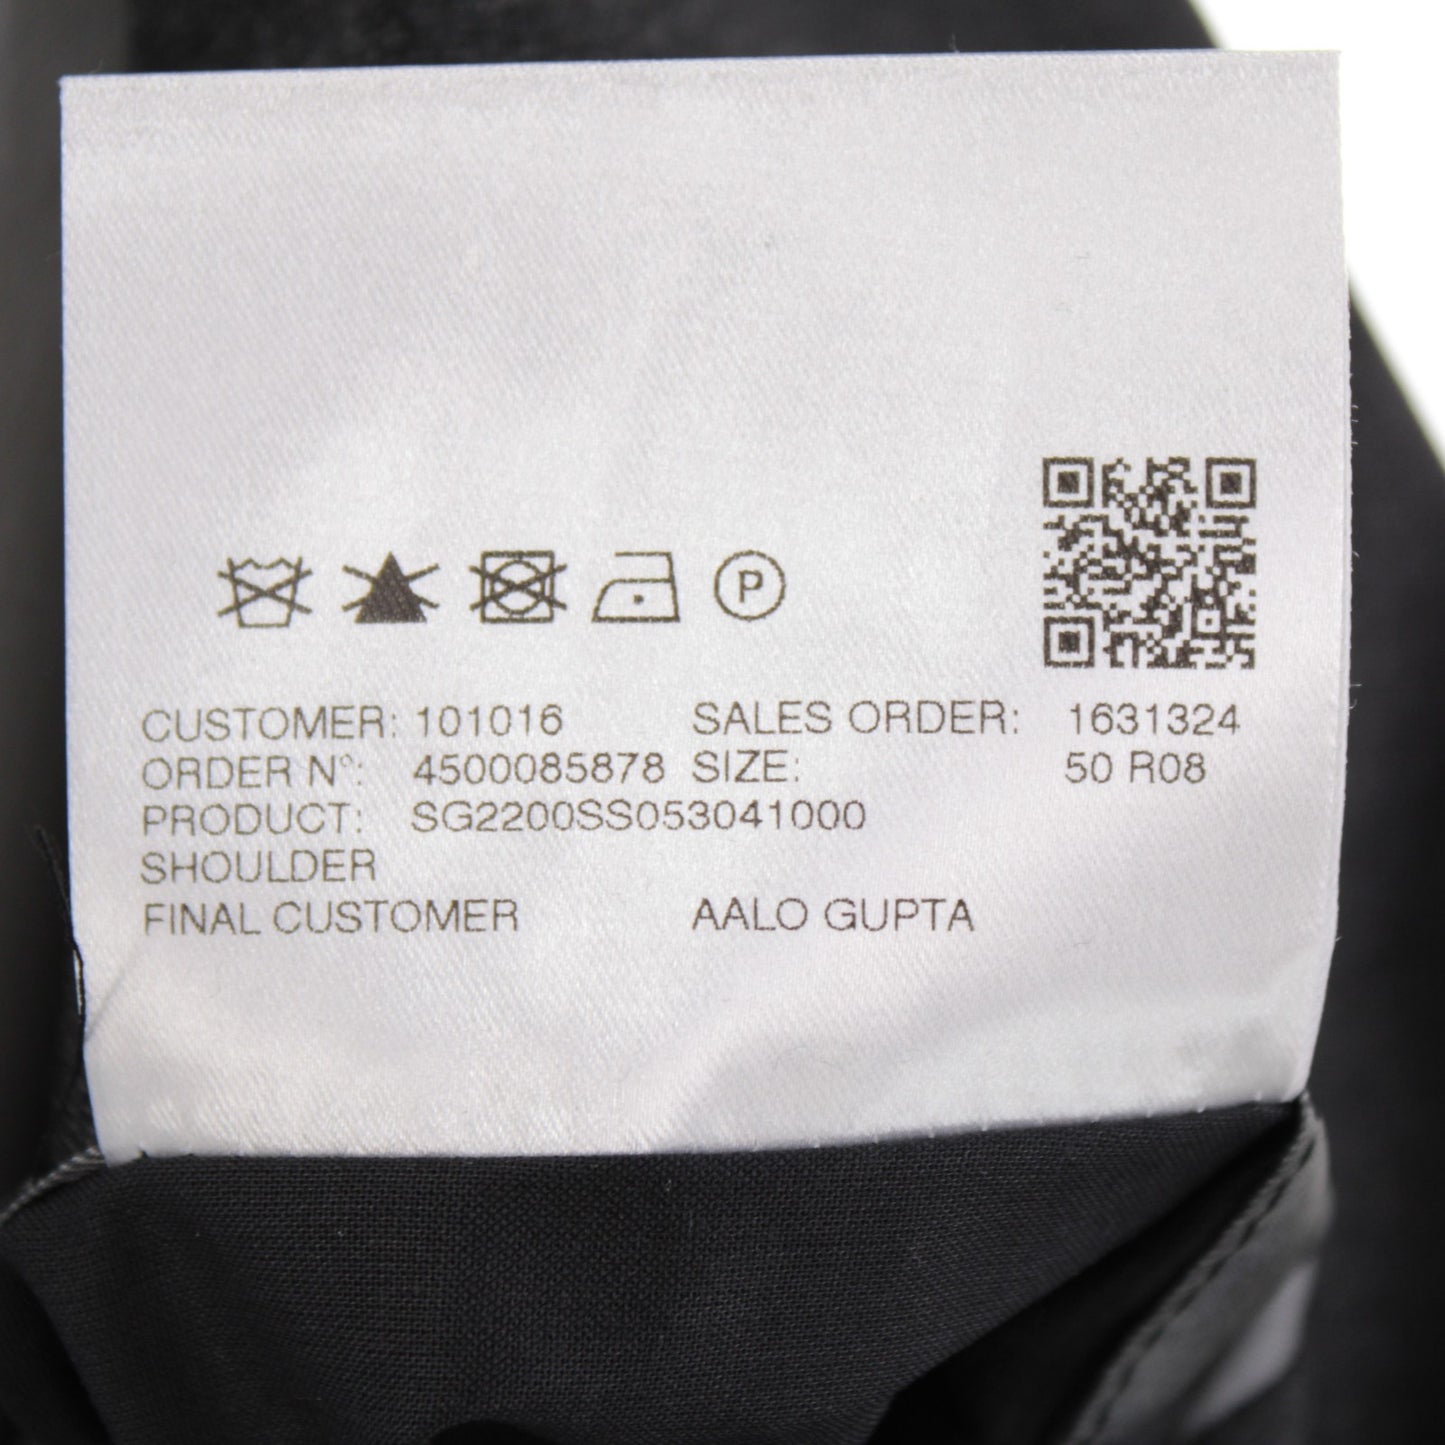 P
CUSTOMER: 101016 SALES ORDER: 1631324
ORDER N°: 4500085878 SIZE: 50 R08
PRODUCT: SG2200SS053041000
SHOULDER
FINAL CUSTOMER AALO GUPTA